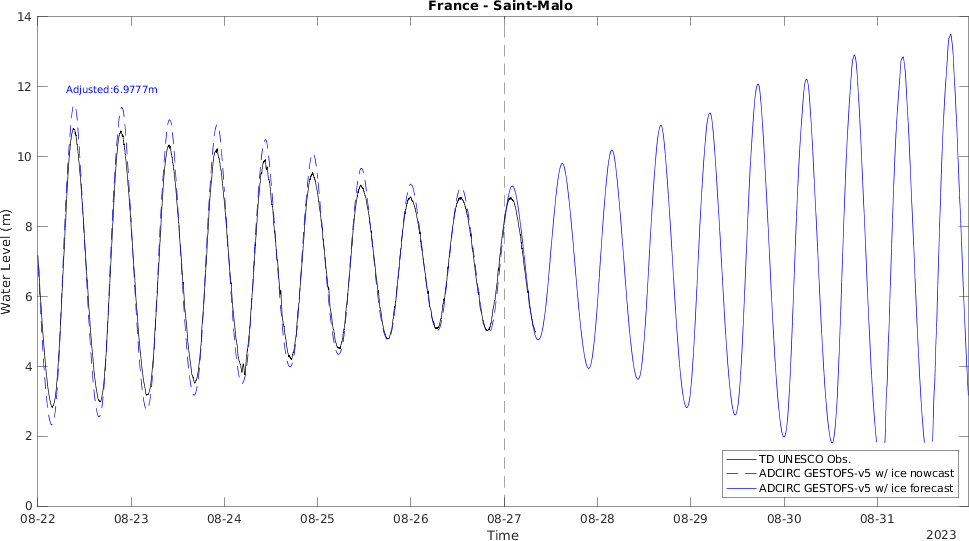 France - Saint-Malo
14
12
10
8
6
4
2
0
Water Level (m)
Adjusted:6.9777m
TD UNESCO Obs.
ADCIRC GESTOFS-v5 w/ ice nowcast
ADCIRC GESTOFS-v5 w/ ice forecast
08-22 08-23 08-24 08-25 08-26 08-27 08-28 08-29 08-30 08-31
Time
2023